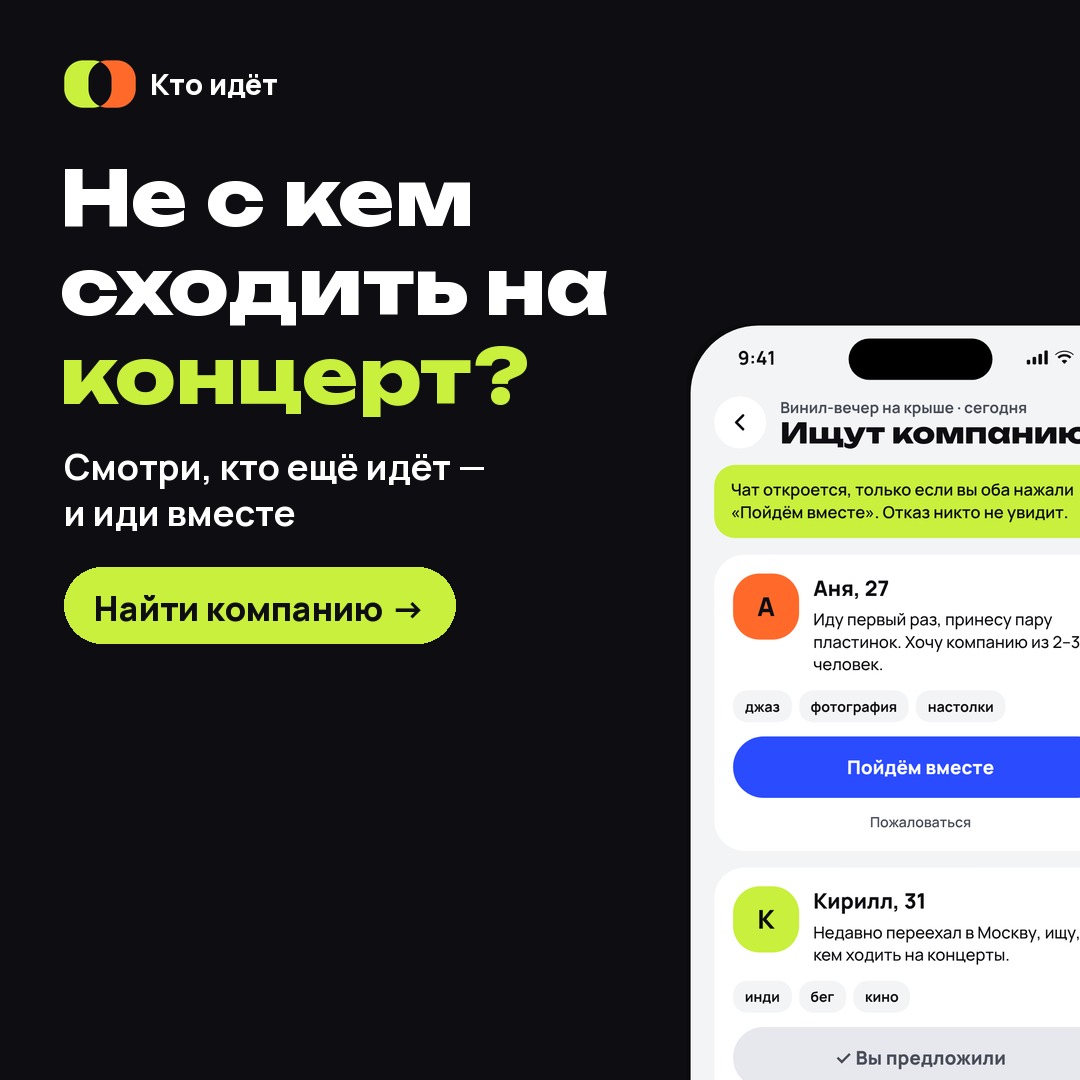 Кто идёт
Не с кем
сходить на
концерт?
Смотри, кто ещё идёт —
и иди вместе
Найти компанию →
9:41
Винил-вечер на крыше · сегодня
Ищут компанию
Чат откроется, только если вы оба нажали
«Пойдём вместе». Отказ никто не увидит.
А
Аня, 27
Иду первый раз, принесу пару
пластинок. Хочу компанию из 2–3
человек.
джаз фотография настолки
Пойдём вместе
Пожаловаться
К
Кирилл, 31
Недавно переехал в Москву, ищу,
кем ходить на концерты.
инди бег кино
✓ Вы предложили